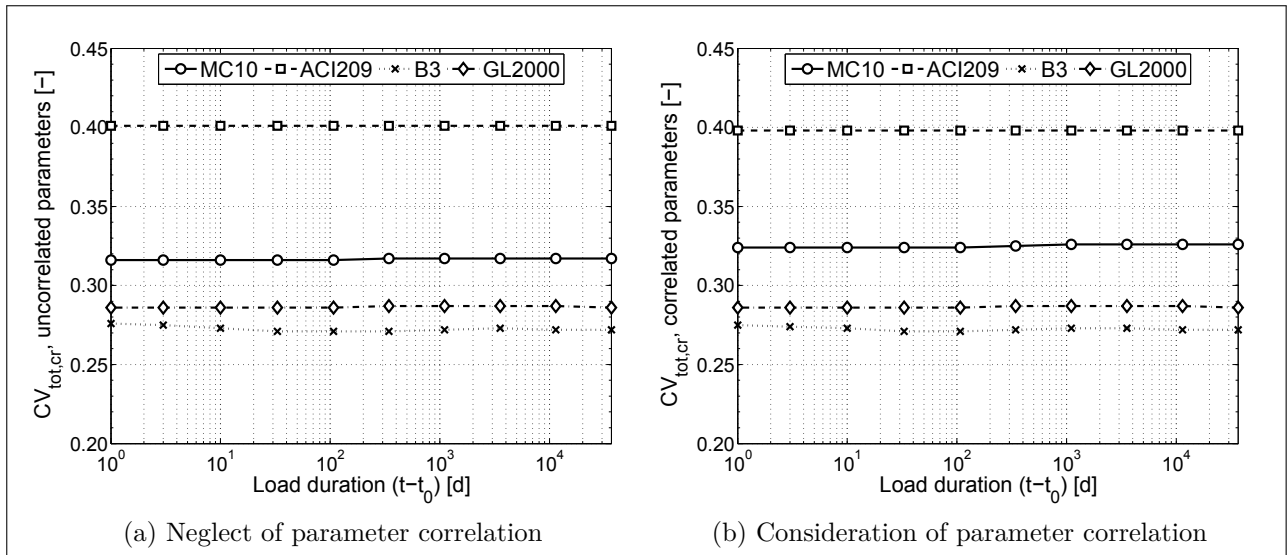 0.45
0.40
0.35
0.30
0.25
0.20
CV_tot,cr, uncorrelated parameters [−]
MC10 ACI209 B3 GL2000
10^0 10^1 10^2 10^3 10^4
Load duration (t−t_0) [d]
(a) Neglect of parameter correlation
0.45
0.40
0.35
0.30
0.25
0.20
CV_tot,cr, correlated parameters [−]
MC10 ACI209 B3 GL2000
10^0 10^1 10^2 10^3 10^4
Load duration (t−t_0) [d]
(b) Consideration of parameter correlation